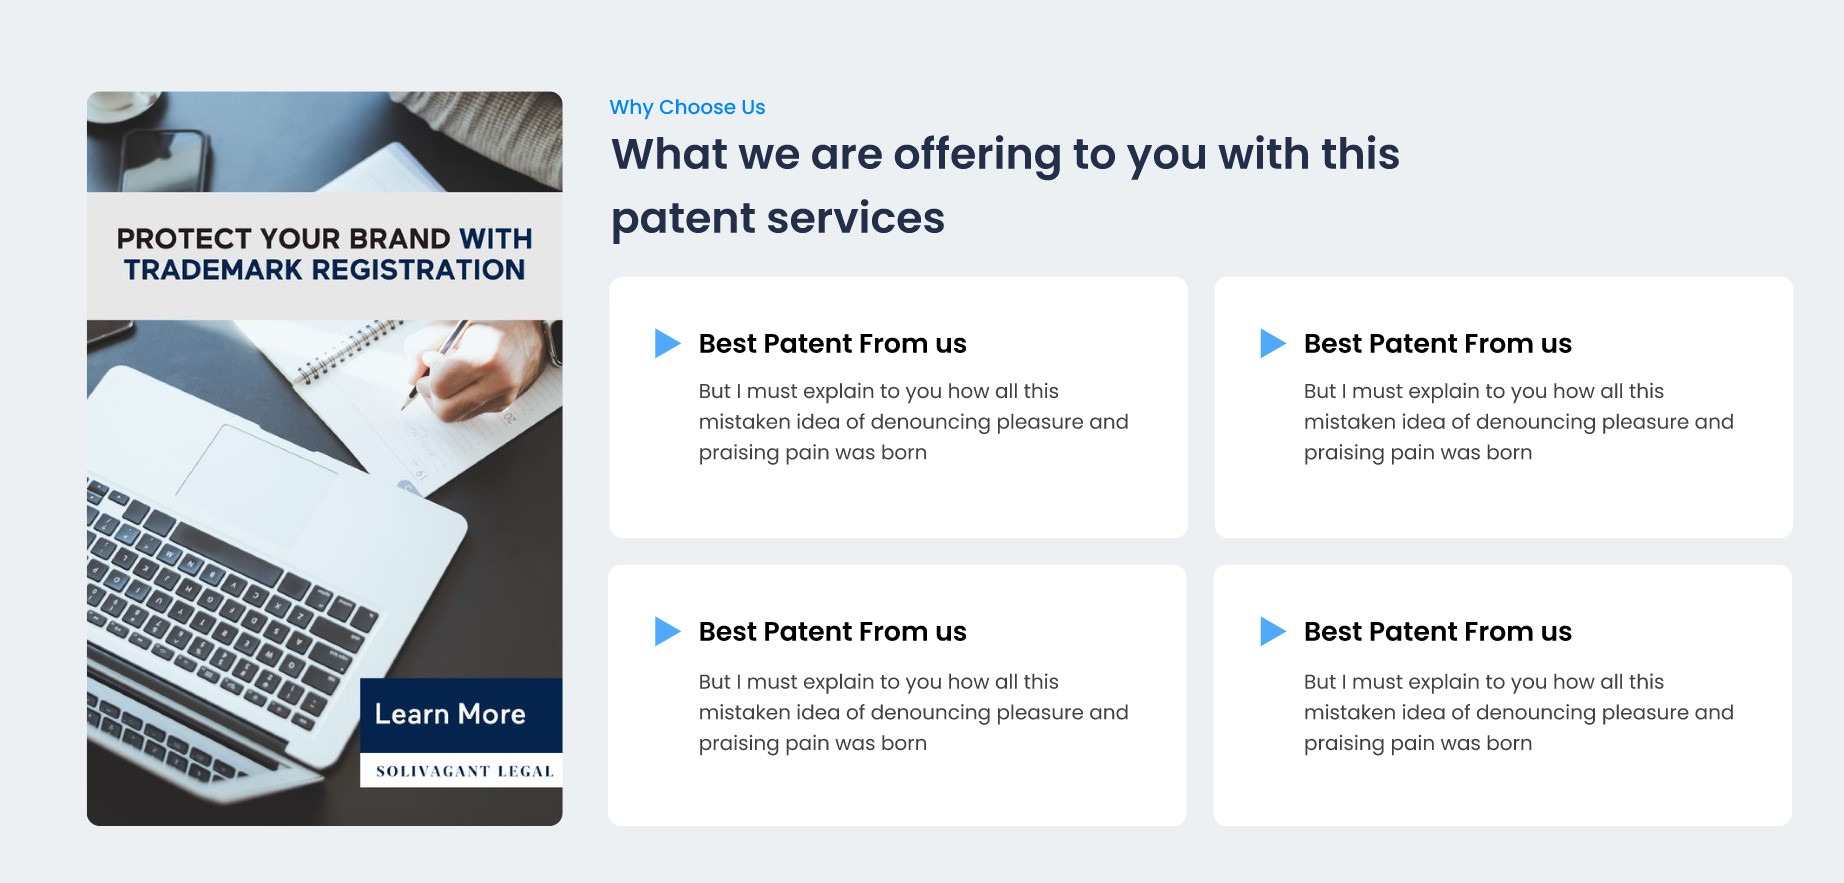 PROTECT YOUR BRAND WITH
TRADEMARK REGISTRATION
Learn More
SOLIVAGANT LEGAL
Why Choose Us
What we are offering to you with this
patent services
Best Patent From us
But I must explain to you how all this
mistaken idea of denouncing pleasure and
praising pain was born
Best Patent From us
But I must explain to you how all this
mistaken idea of denouncing pleasure and
praising pain was born
Best Patent From us
But I must explain to you how all this
mistaken idea of denouncing pleasure and
praising pain was born
Best Patent From us
But I must explain to you how all this
mistaken idea of denouncing pleasure and
praising pain was born